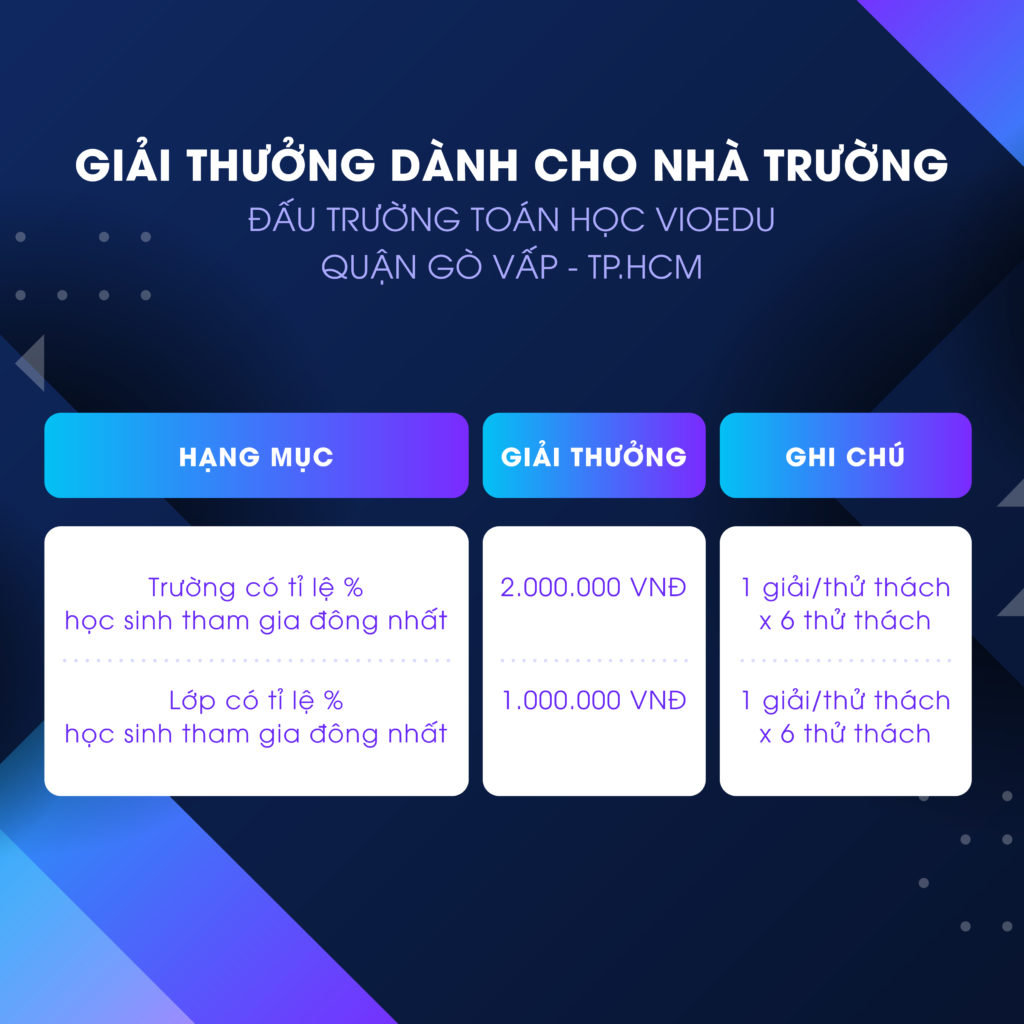 GIẢI THƯỞNG DÀNH CHO NHÀ TRƯỜNG
ĐẤU TRƯỜNG TOÁN HỌC VIOEDU
QUẬN GÒ VẤP - TP.HCM
HẠNG MỤC
GIẢI THƯỞNG
GHI CHÚ
Trường có tỉ lệ %
học sinh tham gia đông nhất
2.000.000 VNĐ
1 giải/thử thách
x 6 thử thách
Lớp có tỉ lệ %
học sinh tham gia đông nhất
1.000.000 VNĐ
1 giải/thử thách
x 6 thử thách